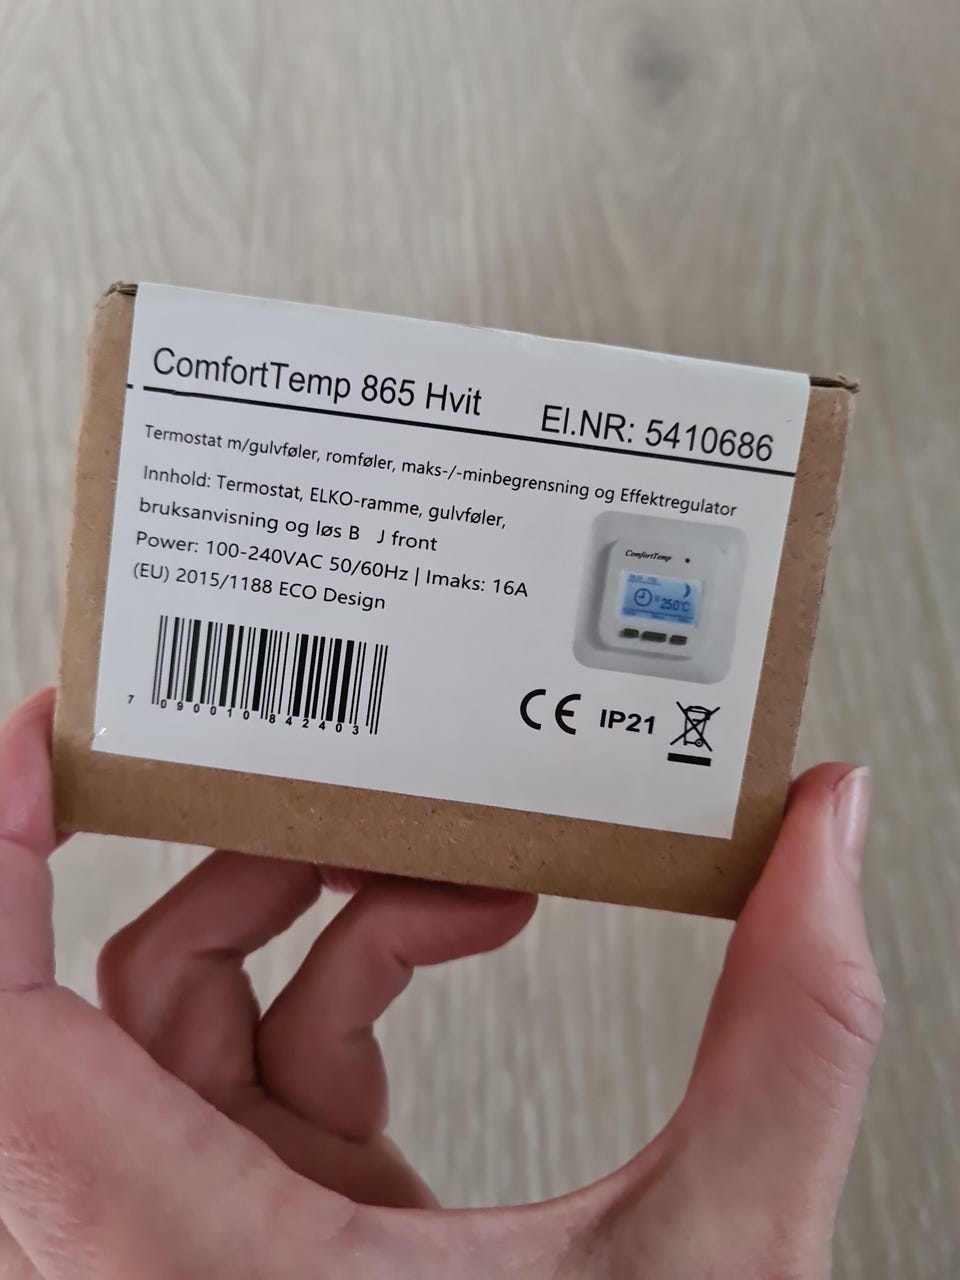 ComfortTemp 865 Hvit El.NR: 5410686
Termostat m/gulvføler, romføler, maks-/-minbegrensning og Effektregulator
Innhold: Termostat, ELKO-ramme, gulvføler,
bruksanvisning og løs B J front
Power: 100-240VAC 50/60Hz | Imaks: 16A
(EU) 2015/1188 ECO Design
ComfortTemp
25.0°C
7 090010 842403
CE IP21